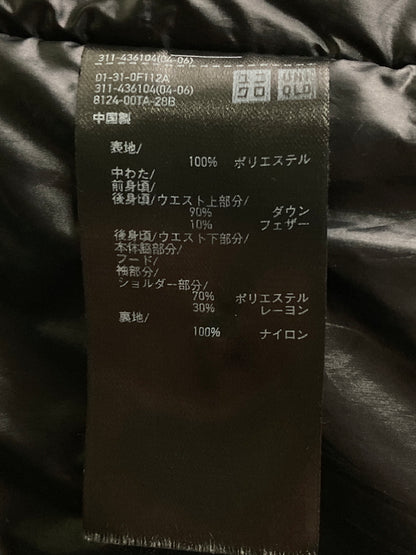 311-436104(04-06)
01-31-0F112A
311-436104(04-06)
8124-00TA-28B
ユニ
クロ
UNI
QLO
中国製
表地/
100% ポリエステル
中わた/
前身頃/
後身頃/ウエスト上部分/
90% ダウン
10% フェザー
後身頃/ウエスト下部分/
本体脇部分/
フード/
袖部分/
ショルダー部分/
70% ポリエステル
30% レーヨン
裏地/
100% ナイロン